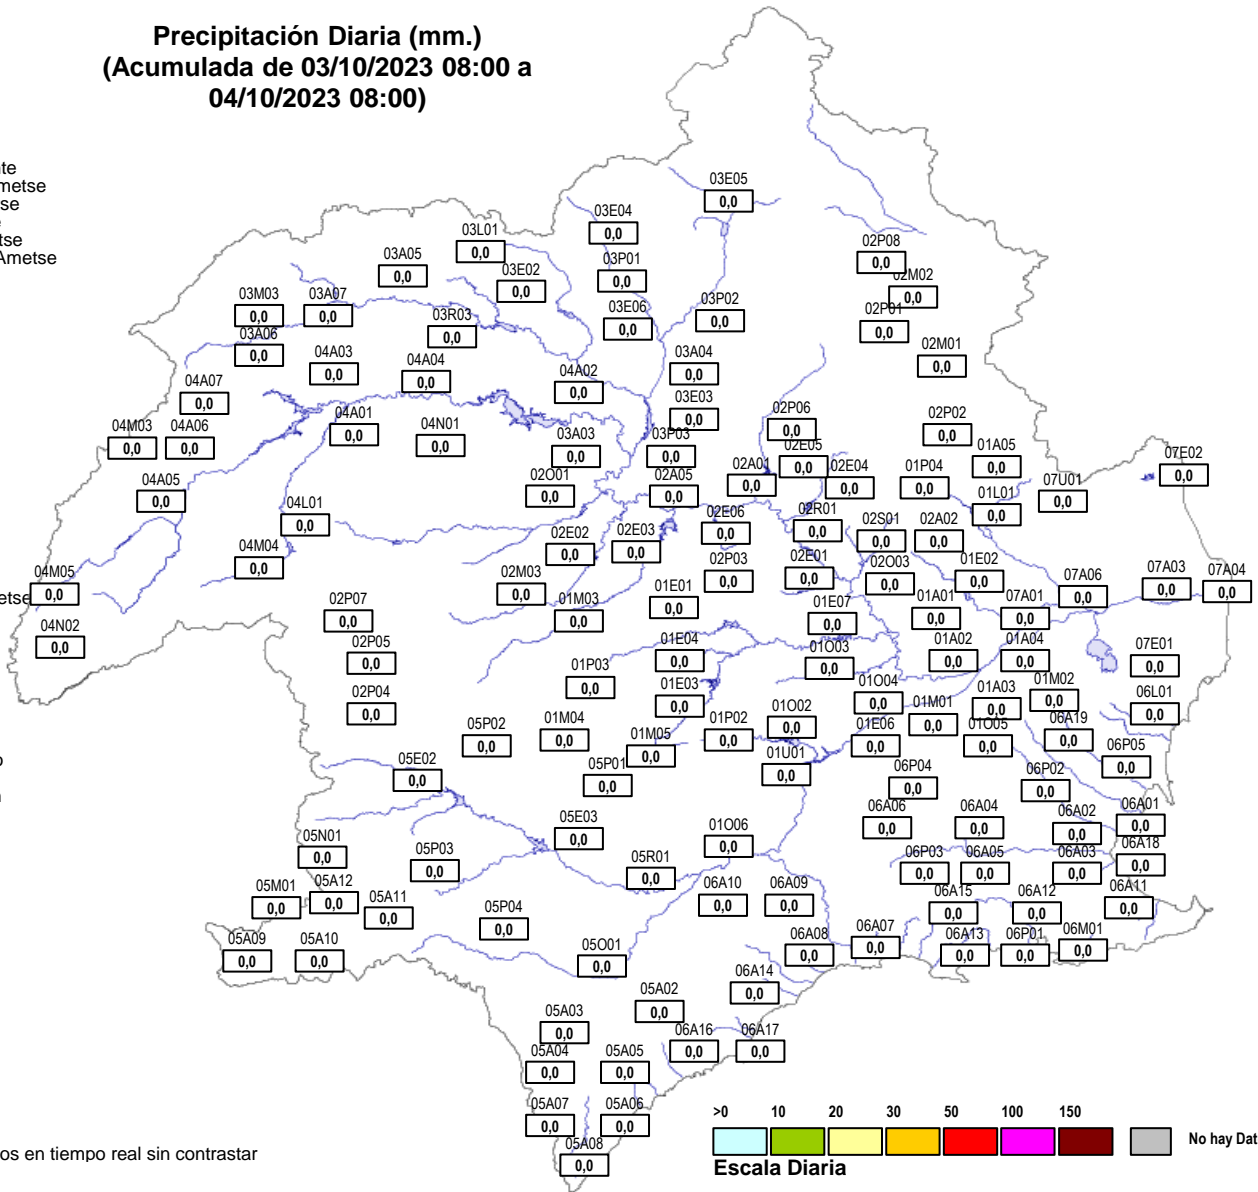 Precipitación Diaria (mm.)
(Acumulada de 03/10/2023 08:00 a
04/10/2023 08:00)
03E05
0,0
03E04
0,0
03L01
0,0
02P08
0,0
03A05
0,0
03P01
0,0
03E02
0,0
02M02
0,0
03M03
0,0
03A07
0,0
03P02
0,0
03E06
0,0
02P01
0,0
03R03
0,0
03A06
0,0
04A03
0,0
04A04
0,0
03A04
0,0
02M01
0,0
04A02
0,0
04A07
0,0
03E03
0,0
02P06
0,0
04A01
0,0
02P02
0,0
04M03
0,0
04A06
0,0
04N01
0,0
03A03
0,0
03P03
0,0
02E05
0,0
01A05
0,0
07E02
0,0
04A05
0,0
02O01
0,0
02A05
0,0
02A01
0,0
02E04
0,0
01P04
0,0
07U01
0,0
01L01
0,0
04L01
0,0
02E06
0,0
02R01
0,0
02S01
0,0
02A02
0,0
02E02
0,0
02E03
0,0
04M04
0,0
02P03
0,0
02E01
0,0
02O03
0,0
01E02
0,0
04M05
0,0
02M03
0,0
07A06
0,0
07A03
0,0
07A04
0,0
etse
01M03
0,0
01E01
0,0
02P07
0,0
01E07
0,0
01A01
0,0
07A01
0,0
04N02
0,0
02P05
0,0
01E04
0,0
01O03
0,0
01A02
0,0
01A04
0,0
07E01
0,0
01P03
0,0
01E03
0,0
02P04
0,0
01O04
0,0
01A03
0,0
01M02
0,0
06L01
0,0
01M01
0,0
05P02
0,0
01M04
0,0
01M05
0,0
01P02
0,0
01O02
0,0
01E06
0,0
01O05
0,0
06A19
0,0
06P05
0,0
05E02
0,0
05P01
0,0
01U01
0,0
06P04
0,0
06P02
0,0
05E03
0,0
01O06
0,0
06A06
0,0
06A04
0,0
06A02
0,0
06A01
0,0
05N01
0,0
05P03
0,0
05R01
0,0
06P03
0,0
06A05
0,0
06A03
0,0
06A18
0,0
05M01
0,0
05A12
0,0
05A11
0,0
06A10
0,0
06A09
0,0
06A15
0,0
06A12
0,0
06A11
0,0
05P04
0,0
05A09
0,0
05A10
0,0
05O01
0,0
06A08
0,0
06A07
0,0
06A13
0,0
06P01
0,0
06M01
0,0
06A14
0,0
05A02
0,0
05A03
0,0
06A16
0,0
06A17
0,0
05A04
0,0
05A05
0,0
05A07
0,0
05A06
0,0
05A08
0,0
te
metse
se
tse
Ametse
os en tiempo real sin contrastar
>0 10 20 30 50 100 150
No hay Dat
Escala Diaria